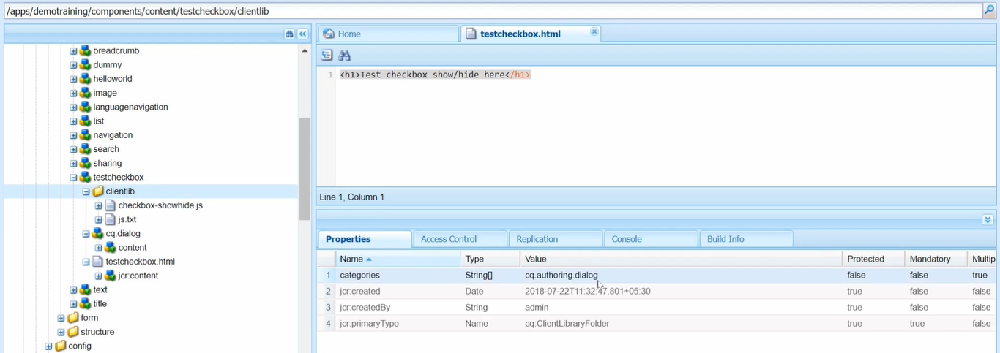 /apps/demotraining/components/content/testcheckbox/clientlib
breadcrumb
dummy
helloworld
image
languagenavigation
list
navigation
search
sharing
testcheckbox
clientlib
checkbox-showhide.js
js.txt
cq:dialog
content
testcheckbox.html
jcr:content
text
title
form
structure
config
Home
testcheckbox.html
1 <h1>Test checkbox show/hide here</h1>
Line 1, Column 1
Properties Access Control Replication Console Build Info
Name Type Value Protected Mandatory Multip
1 categories String[] cq.authoring.dialog false false true
2 jcr:created Date 2018-07-22T11:32:47.801+05:30 true false false
3 jcr:createdBy String admin true false false
4 jcr:primaryType Name cq:ClientLibraryFolder true true false